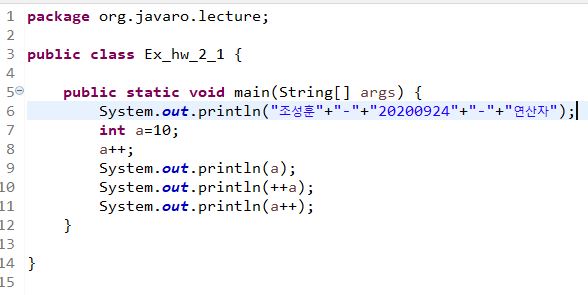 1 package org.javaro.lecture;
2
3 public class Ex_hw_2_1 {
4
5 public static void main(String[] args) {
6 System.out.println("조성훈"+"-"+"20200924"+"-"+"연산자");
7 int a=10;
8 a++;
9 System.out.println(a);
10 System.out.println(++a);
11 System.out.println(a++);
12 }
13
14 }
15